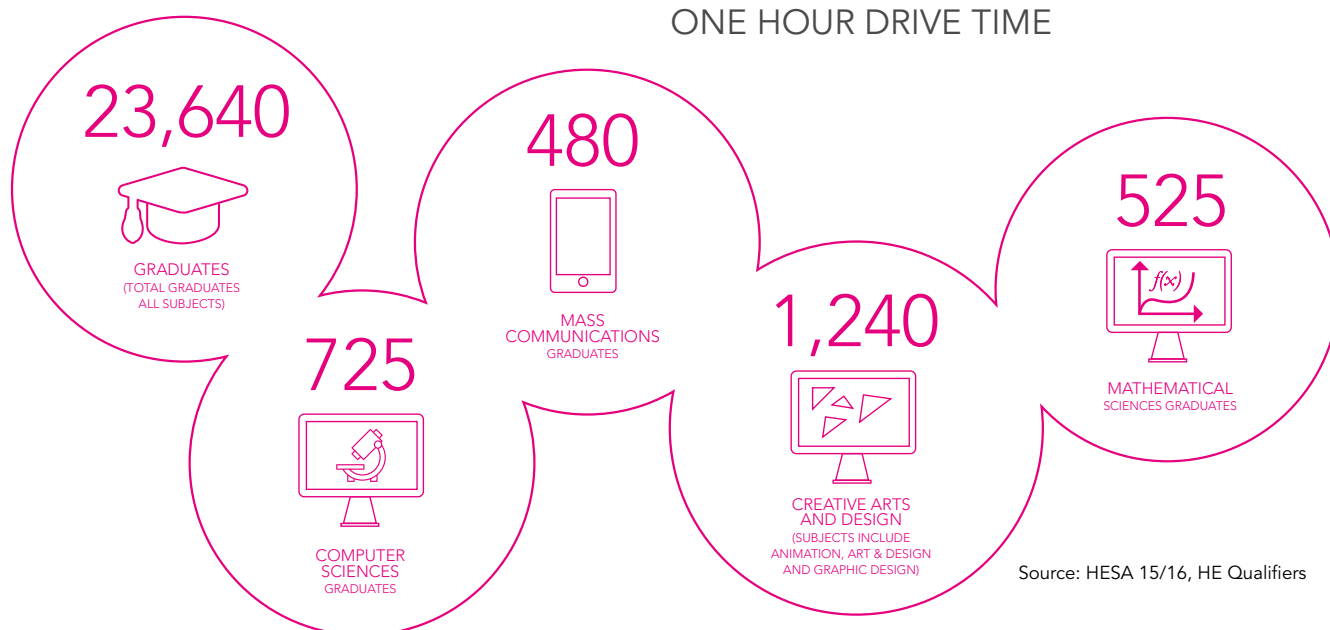 ONE HOUR DRIVE TIME
23,640
GRADUATES
(TOTAL GRADUATES
ALL SUBJECTS)
725
COMPUTER
SCIENCES
GRADUATES
480
MASS
COMMUNICATIONS
GRADUATES
1,240
CREATIVE ARTS
AND DESIGN
(SUBJECTS INCLUDE
ANIMATION, ART & DESIGN
AND GRAPHIC DESIGN)
525
f(x)
MATHEMATICAL
SCIENCES GRADUATES
Source: HESA 15/16, HE Qualifiers